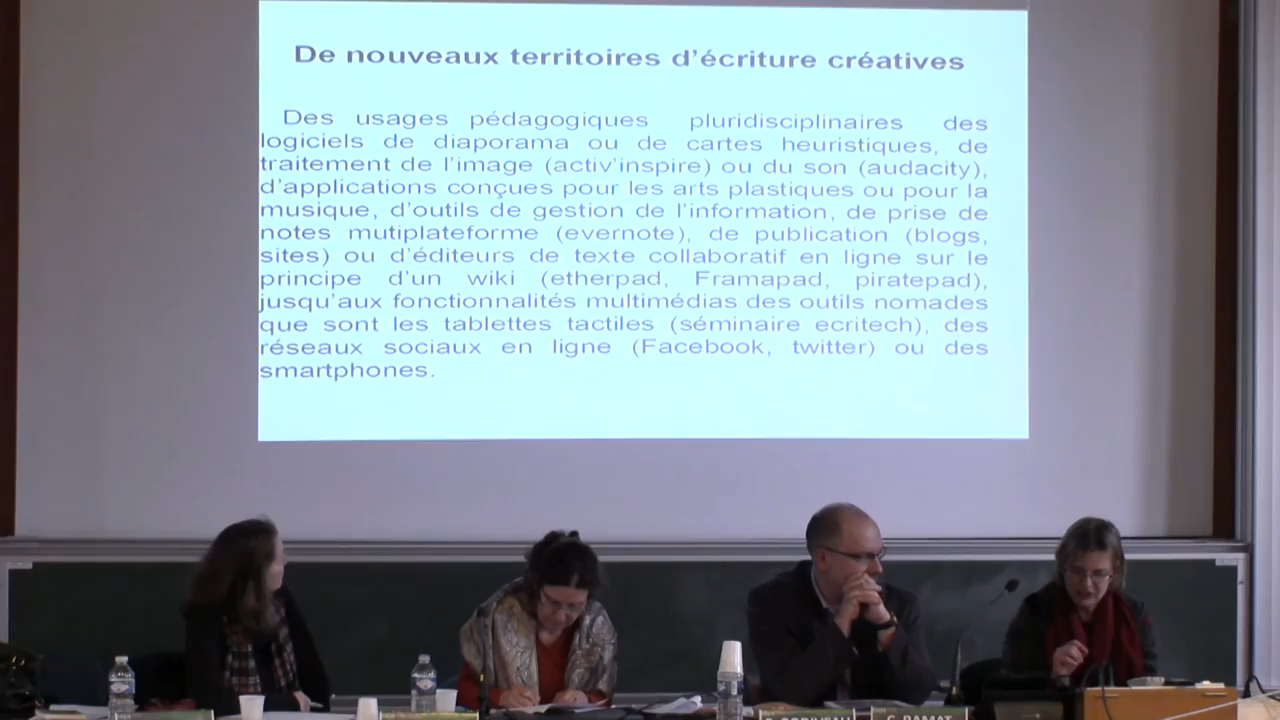 De nouveaux territoires d'écriture créatives
Des usages pédagogiques pluridisciplinaires des
logiciels de diaporama ou de cartes heuristiques, de
traitement de l'image (activ'inspire) ou du son (audacity),
d'applications conçues pour les arts plastiques ou pour la
musique, d'outils de gestion de l'information, de prise de
notes mutiplateforme (evernote), de publication (blogs,
sites) ou d'éditeurs de texte collaboratif en ligne sur le
principe d'un wiki (etherpad, Framapad, piratepad),
jusqu'aux fonctionnalités multimédias des outils nomades
que sont les tablettes tactiles (séminaire ecritech), des
réseaux sociaux en ligne (Facebook, twitter) ou des
smartphones.